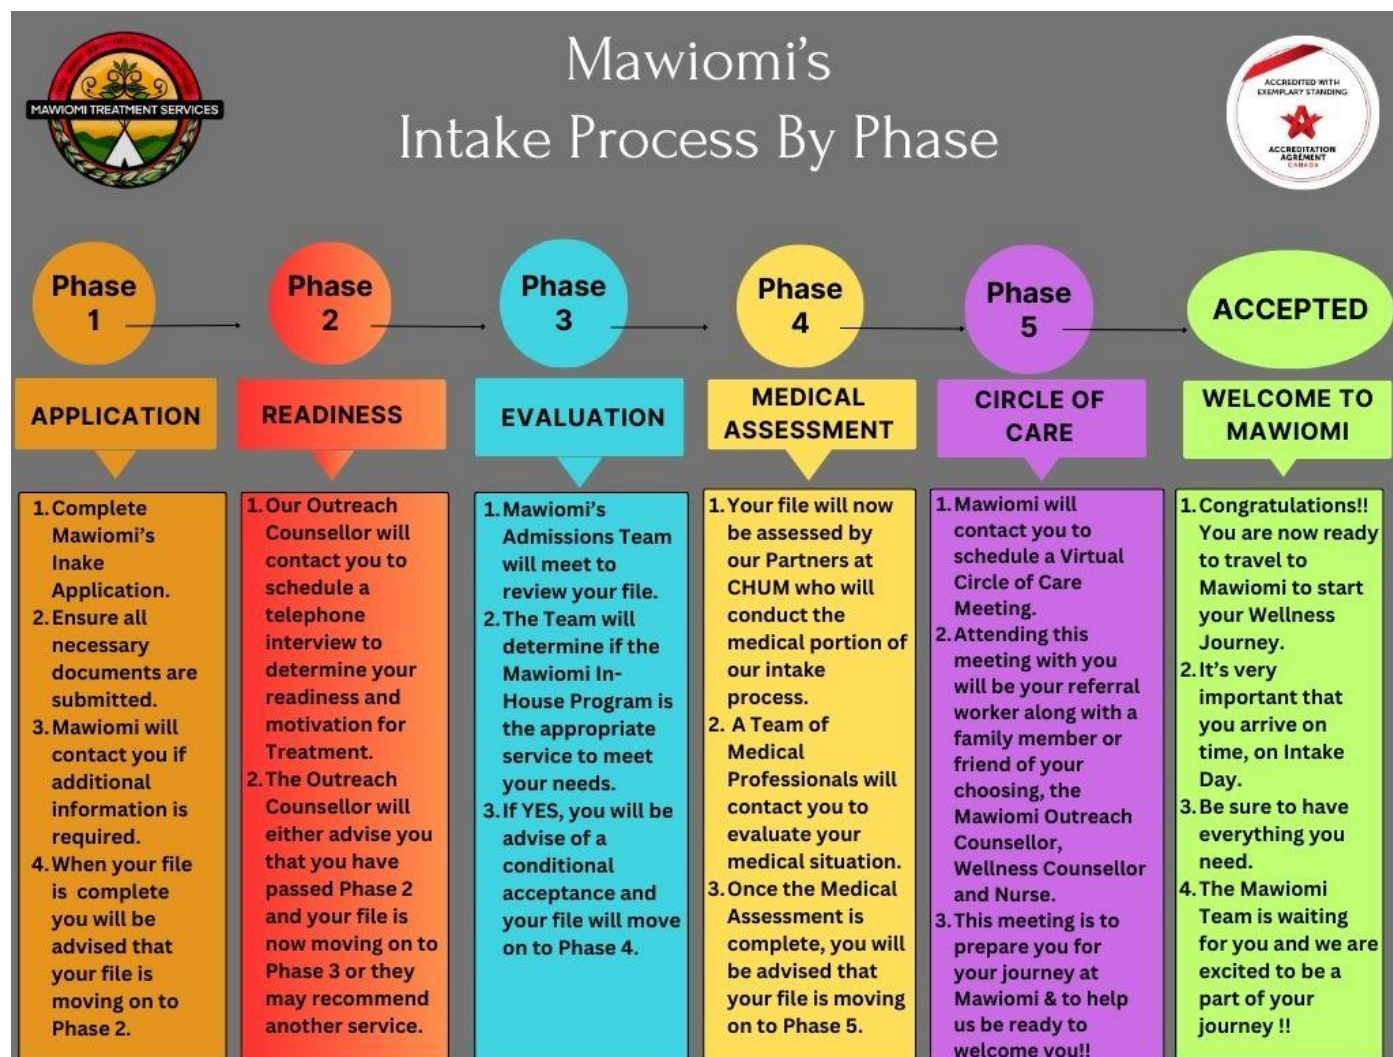 Mawiomi's
Intake Process By Phase
MAWIOMI TREATMENT SERVICES
ACCREDITED WITH
EXEMPLARY STANDING
ACCREDITATION
AGRÉMENT
CANADA
Phase
1
Phase
2
Phase
3
Phase
4
Phase
5
ACCEPTED
APPLICATION
READINESS
EVALUATION
MEDICAL
ASSESSMENT
CIRCLE OF
CARE
WELCOME TO
MAWIOMI
1. Complete
Mawiomi's
Inake
Application.
2. Ensure all
necessary
documents are
submitted.
3. Mawiomi will
contact you if
additional
information is
required.
4. When your file
is complete
you will be
advised that
your file is
moving on to
Phase 2.
1. Our Outreach
Counsellor will
contact you to
schedule a
telephone
interview to
determine your
readiness and
motivation for
Treatment.
2. The Outreach
Counsellor will
either advise you
that you have
passed Phase 2
and your file is
now moving on to
Phase 3 or they
may recommend
another service.
1. Mawiomi's
Admissions Team
will meet to
review your file.
2. The Team will
determine if the
Mawiomi In-
House Program is
the appropriate
service to meet
your needs.
3. If YES, you will be
advise of a
conditional
acceptance and
your file will move
on to Phase 4.
1. Your file will now
be assessed by
our Partners at
CHUM who will
conduct the
medical portion of
our intake
process.
2. A Team of
Medical
Professionals will
contact you to
evaluate your
medical situation.
3. Once the Medical
Assessment is
complete, you will
be advised that
your file is moving
on to Phase 5.
1. Mawiomi will
contact you to
schedule a Virtual
Circle of Care
Meeting.
2. Attending this
meeting with you
will be your referral
worker along with a
family member or
friend of your
choosing, the
Mawiomi Outreach
Counsellor,
Wellness Counsellor
and Nurse.
3. This meeting is to
prepare you for
your journey at
Mawiomi & to help
us be ready to
welcome you!!
1. Congratulations!!
You are now ready
to travel to
Mawiomi to start
your Wellness
Journey.
2. It's very
important that
you arrive on
time, on Intake
Day.
3. Be sure to have
everything you
need.
4. The Mawiomi
Team is waiting
for you and we are
excited to be a
part of your
journey !!